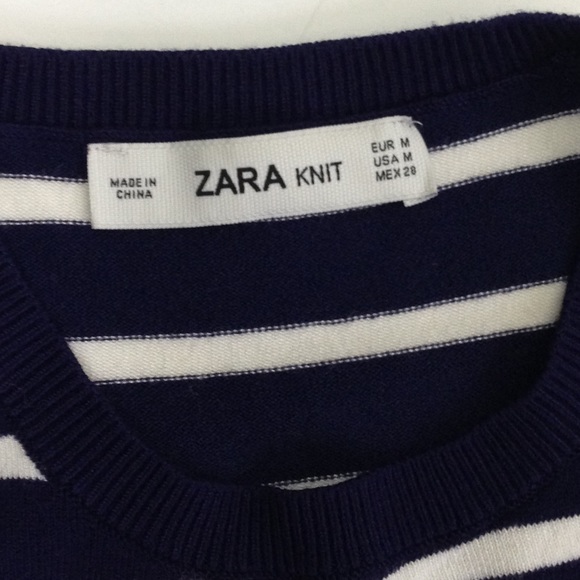 MADE IN
CHINA
ZARA KNIT
EUR M
USA M
MEX 28